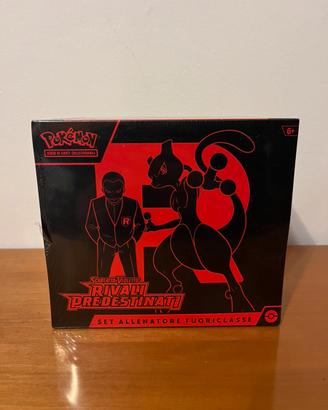 POKÉMON
GIOCO DI CARTE COLLEZIONABILI
6+
R
SCARLATTO E VIOLETTO
RIVALI
PREDESTINATI
SET ALLENATORE FUORICLASSE